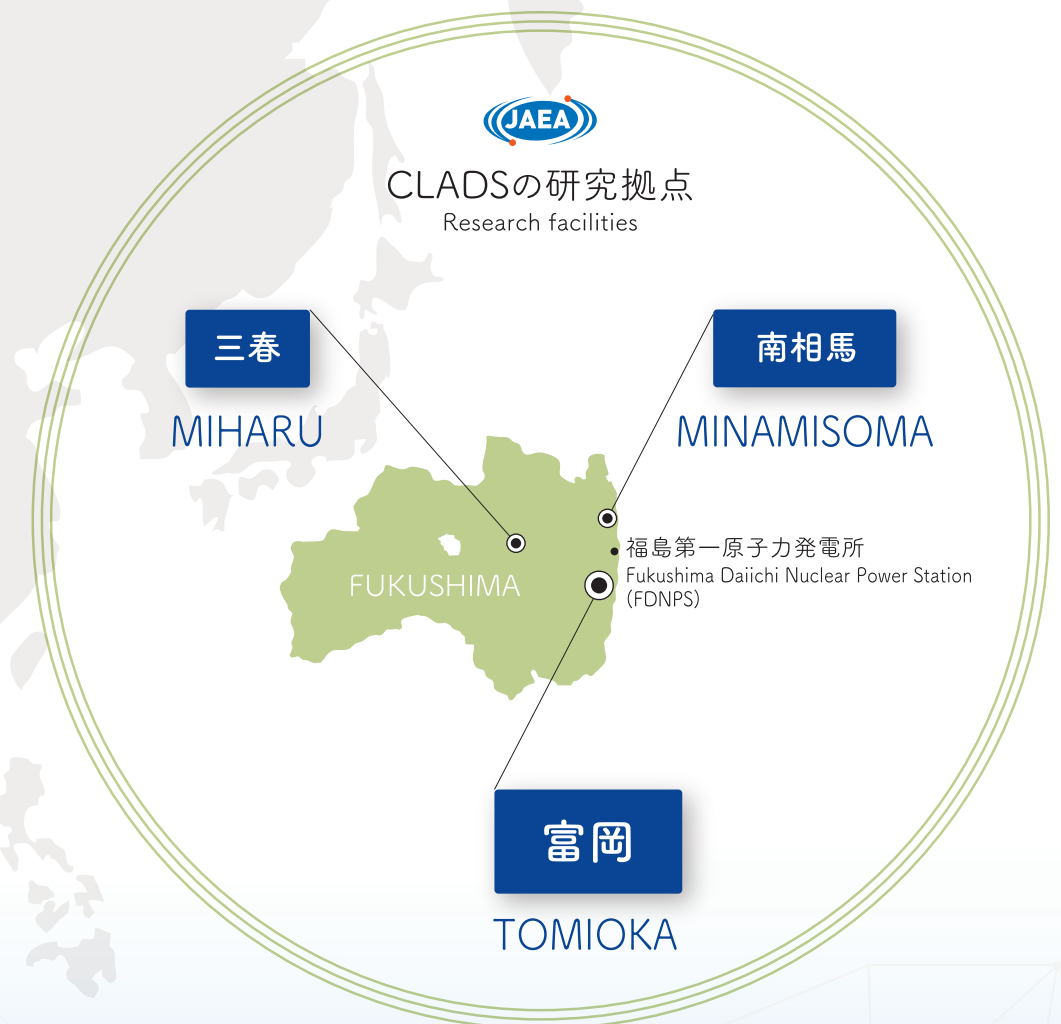 JAEA
CLADSの研究拠点
Research facilities
三春
MIHARU
南相馬
MINAMISOMA
福島第一原子力発電所
Fukushima Daiichi Nuclear Power Station
(FDNPS)
FUKUSHIMA
富岡
TOMIOKA